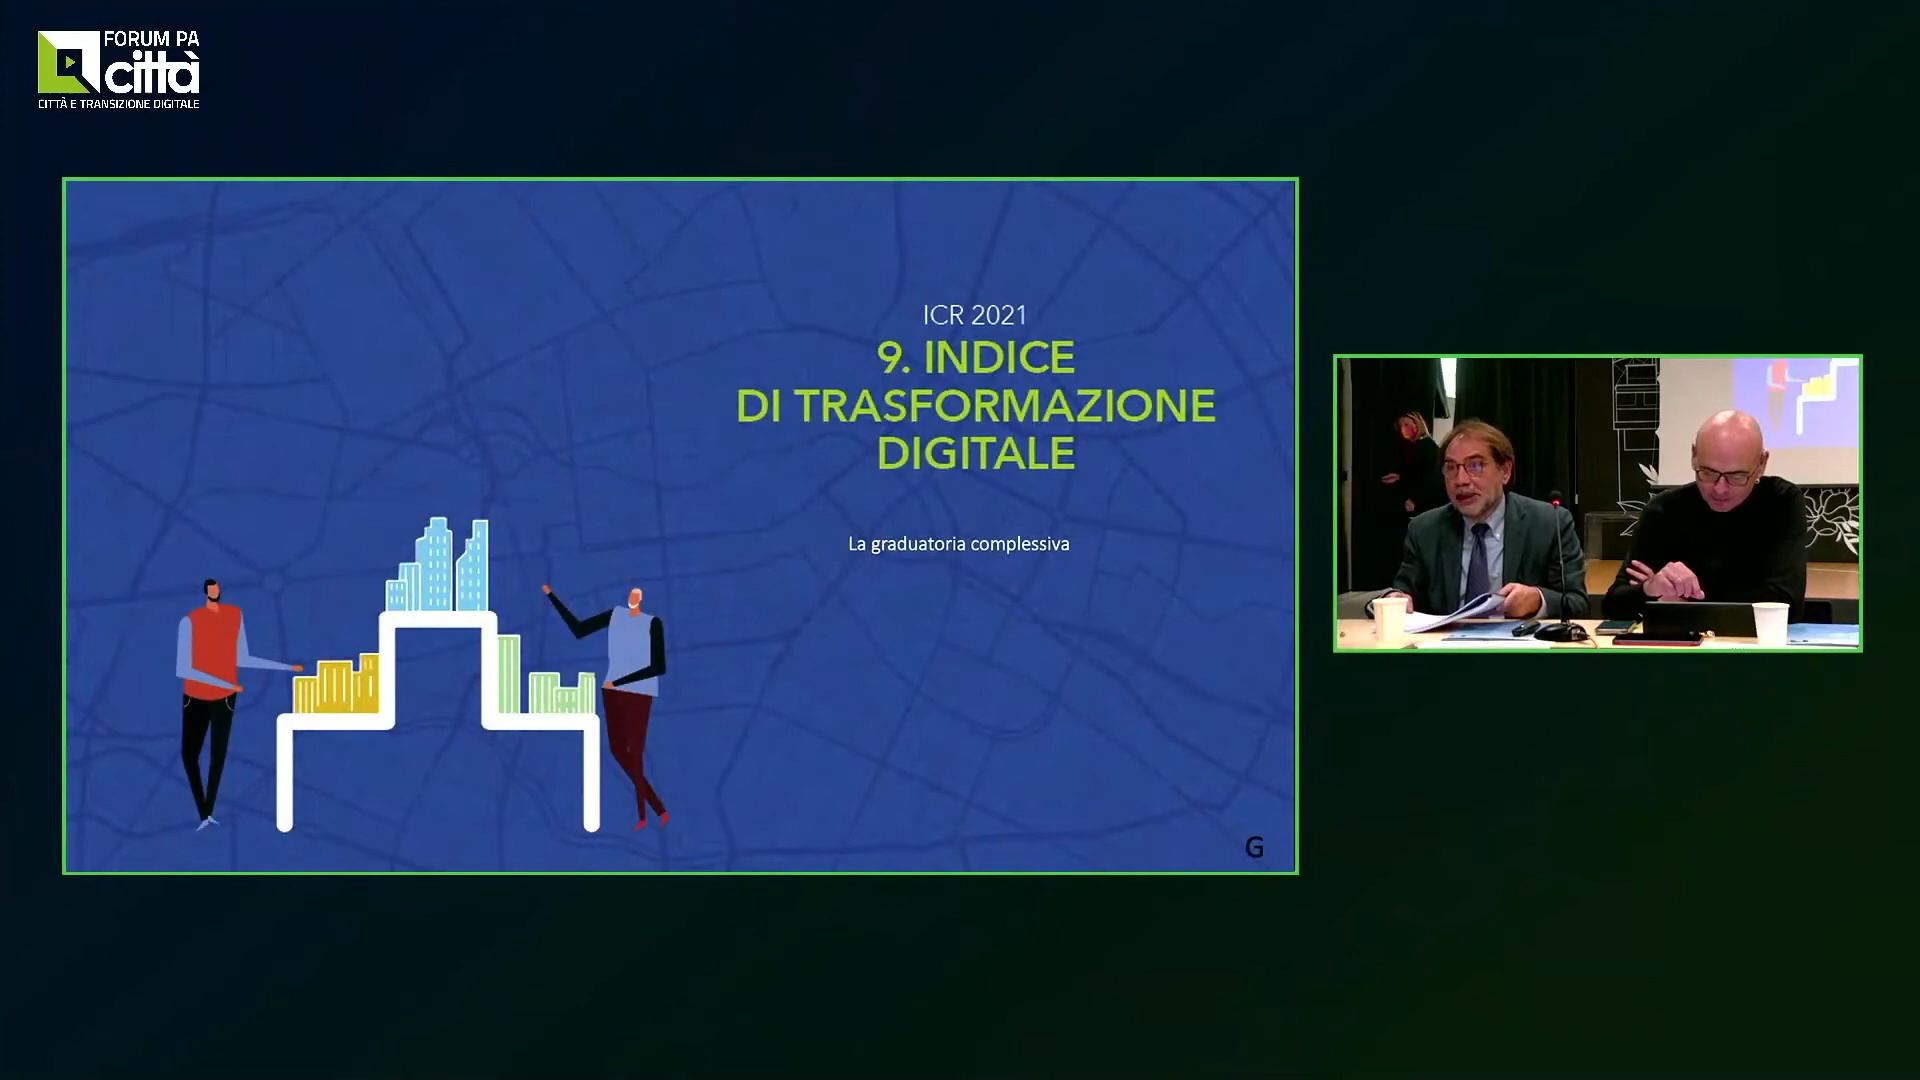 FORUM PA
città
CITTÀ E TRANSIZIONE DIGITALE
ICR 2021
9. INDICE
DI TRASFORMAZIONE
DIGITALE
La graduatoria complessiva
G